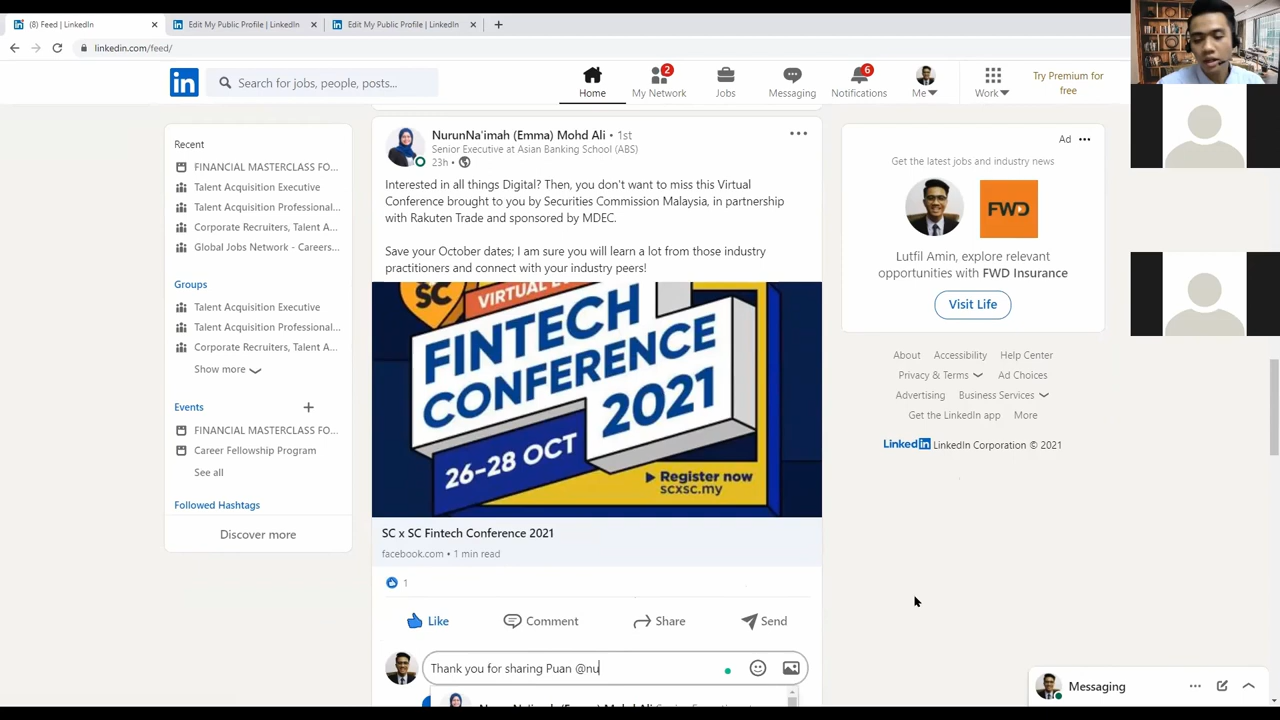 (8) Feed | LinkedIn
Edit My Public Profile | LinkedIn
Edit My Public Profile | LinkedIn
linkedin.com/feed/
in
Search for jobs, people, posts...
Home
2
My Network
Jobs
Messaging
6
Notifications
Me
Work
Try Premium for
free
Recent
FINANCIAL MASTERCLASS FO...
Talent Acquisition Executive
Talent Acquisition Professional...
Corporate Recruiters, Talent A...
Global Jobs Network - Careers...
Groups
Talent Acquisition Executive
Talent Acquisition Professional...
Corporate Recruiters, Talent A...
Show more
Events
FINANCIAL MASTERCLASS FO...
Career Fellowship Program
See all
Followed Hashtags
Discover more
NurunNa'imah (Emma) Mohd Ali • 1st
Senior Executive at Asian Banking School (ABS)
23h •
Interested in all things Digital? Then, you don't want to miss this Virtual
Conference brought to you by Securities Commission Malaysia, in partnership
with Rakuten Trade and sponsored by MDEC.
Save your October dates; I am sure you will learn a lot from those industry
practitioners and connect with your industry peers!
SC
VIRTUAL
FINTECH
CONFERENCE
2021
26-28 OCT
Register now
scxsc.my
SC x SC Fintech Conference 2021
facebook.com • 1 min read
1
Like
Comment
Share
Send
Thank you for sharing Puan @nu
Ad
Get the latest jobs and industry news
FWD
Lutfil Amin, explore relevant
opportunities with FWD Insurance
Visit Life
About Accessibility Help Center
Privacy & Terms Ad Choices
Advertising Business Services
Get the LinkedIn app More
LinkedIn LinkedIn Corporation © 2021
Messaging